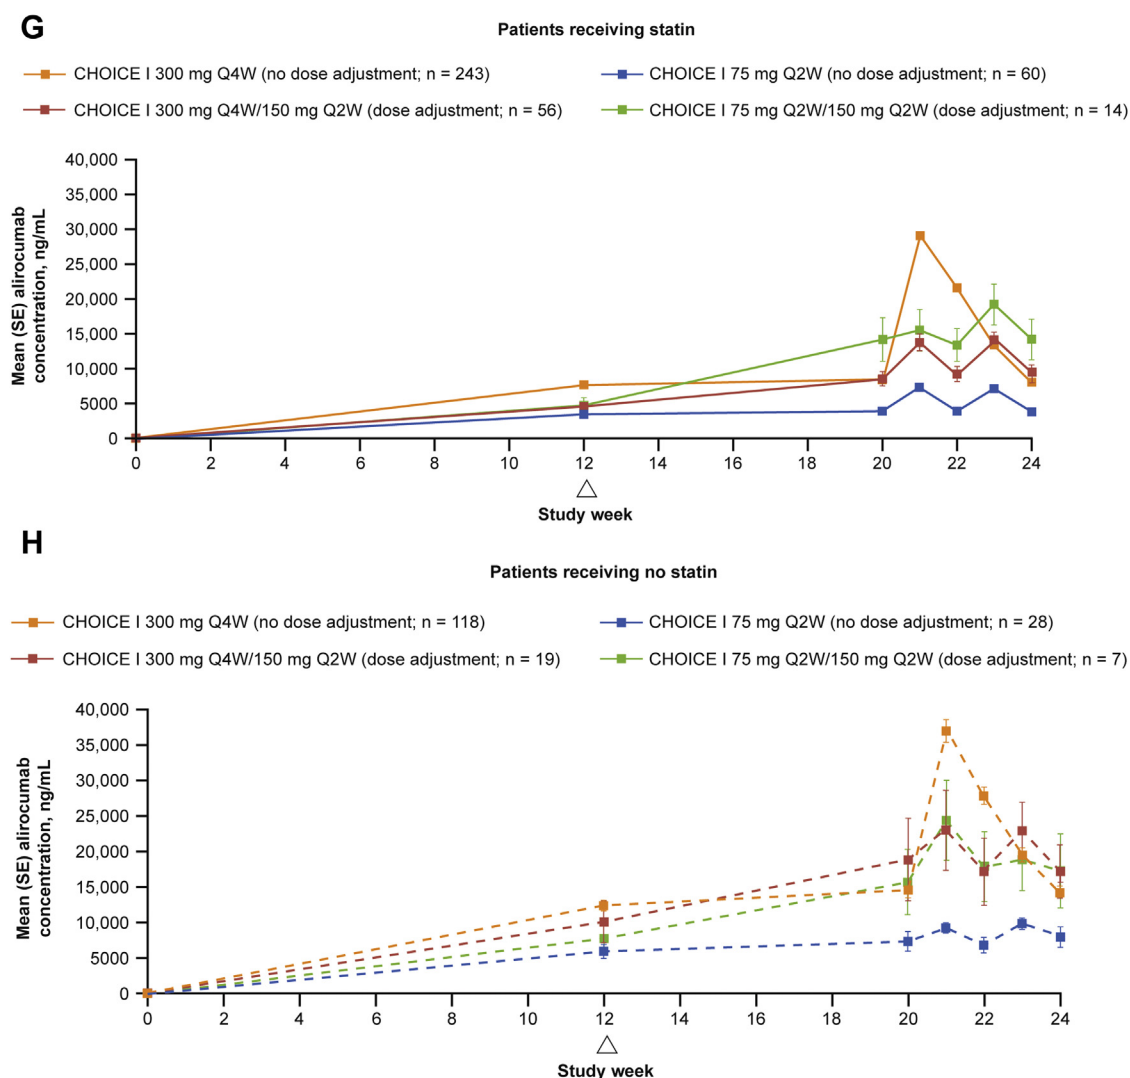 G
Patients receiving statin
CHOICE I 300 mg Q4W (no dose adjustment; n = 243)
CHOICE I 75 mg Q2W (no dose adjustment; n = 60)
CHOICE I 300 mg Q4W/150 mg Q2W (dose adjustment; n = 56)
CHOICE I 75 mg Q2W/150 mg Q2W (dose adjustment; n = 14)
Mean (SE) alirocumab
concentration, ng/mL
40,000
35,000
30,000
25,000
20,000
15,000
10,000
5000
0
0 2 4 6 8 10 12 14 16 18 20 22 24
Study week
H
Patients receiving no statin
CHOICE I 300 mg Q4W (no dose adjustment; n = 118)
CHOICE I 75 mg Q2W (no dose adjustment; n = 28)
CHOICE I 300 mg Q4W/150 mg Q2W (dose adjustment; n = 19)
CHOICE I 75 mg Q2W/150 mg Q2W (dose adjustment; n = 7)
Mean (SE) alirocumab
concentration, ng/mL
40,000
35,000
30,000
25,000
20,000
15,000
10,000
5000
0
0 2 4 6 8 10 12 14 16 18 20 22 24
Study week